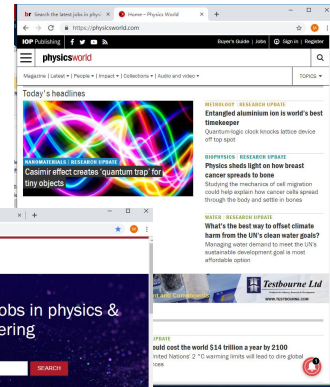 br Search the latest jobs in physi × Home – Physics World × +
https://physicsworld.com
IOP Publishing Buyer's Guide | Jobs Sign in | Register
physicsworld
Magazine | Latest | People | Impact | Collections | Audio and video TOPICS
Today's headlines
NANOMATERIALS | RESEARCH UPDATE
Casimir effect creates 'quantum trap' for
tiny objects
METROLOGY | RESEARCH UPDATE
Entangled aluminium ion is world's best
timekeeper
Quantum-logic clock knocks lattice device
off top spot
BIOPHYSICS | RESEARCH UPDATE
Physics sheds light on how breast
cancer spreads to bone
Studying the mechanics of cell migration
could help explain how cancer cells spread
through the body and settle in bones
WATER | RESEARCH UPDATE
What's the best way to offset climate
harm from the UN's clean water goals?
Managing water demand to meet the UN's
sustainable development goal is most
affordable option
and Components
Testbourne Ltd
WWW.TESTBOURNE.COM
obs in physics &
ering
SEARCH
UPDATE
ould cost the world $14 trillion a year by 2100
nited Nations' 2 °C warming limits will lead to dire global
ces
1